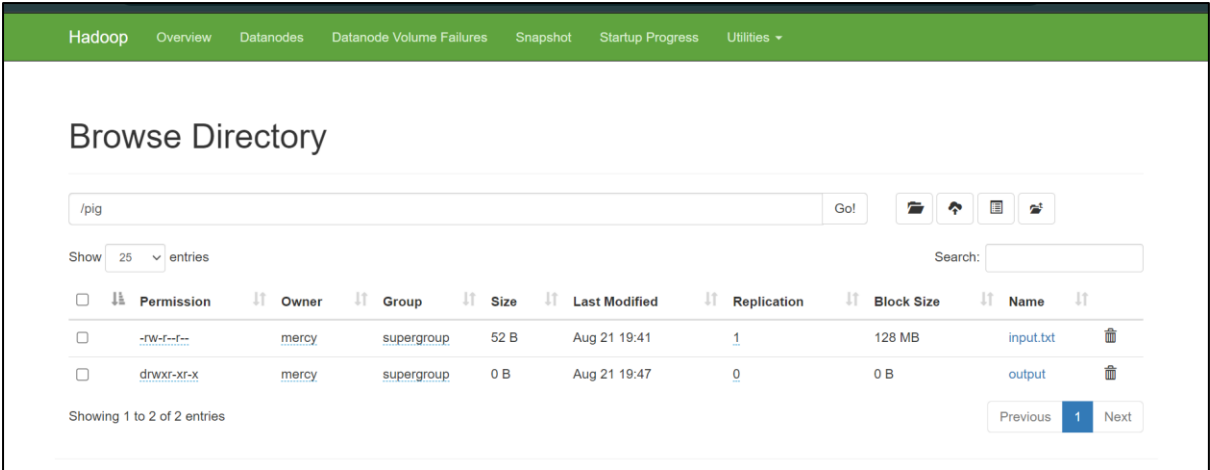 Hadoop Overview Datanodes Datanode Volume Failures Snapshot Startup Progress Utilities
Browse Directory
/pig Go!
Show 25 entries Search:
Permission Owner Group Size Last Modified Replication Block Size Name
-rw-r--r-- mercy supergroup 52 B Aug 21 19:41 1 128 MB input.txt
drwxr-xr-x mercy supergroup 0 B Aug 21 19:47 0 0 B output
Showing 1 to 2 of 2 entries Previous 1 Next